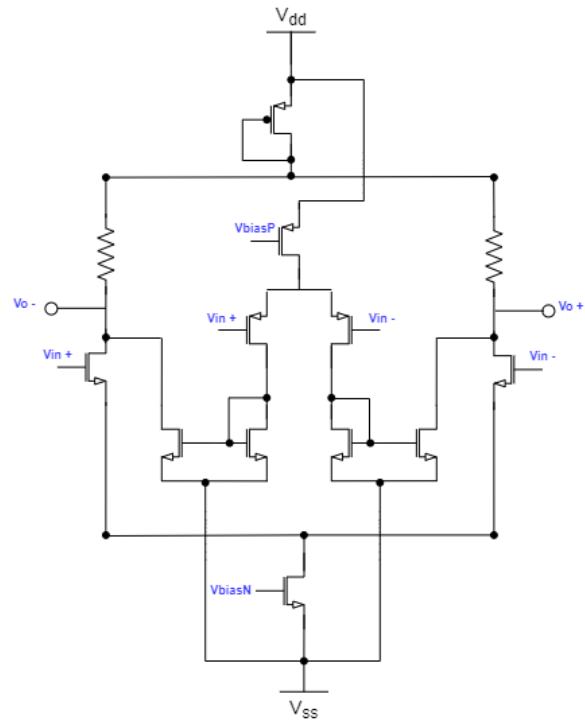 Vdd
VbiasP
Vo -
Vin +
Vin -
Vo +
Vin +
Vin -
VbiasN
VSS